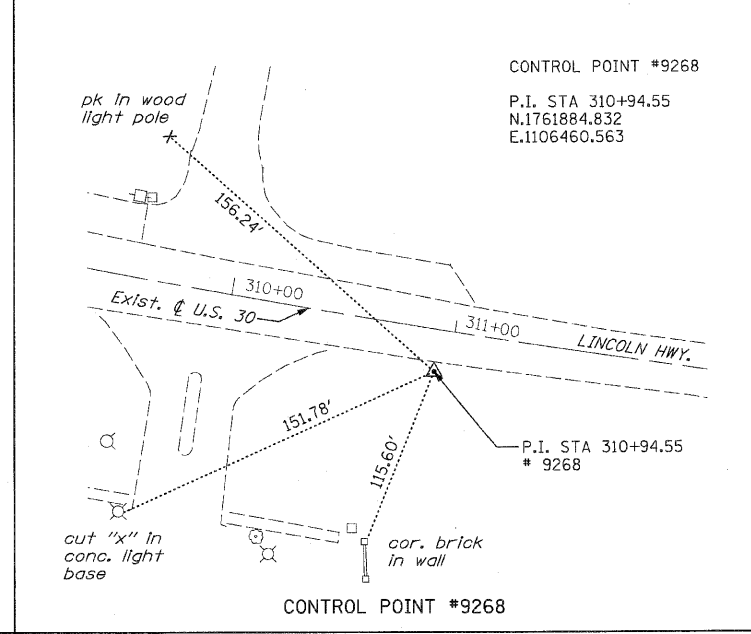 CONTROL POINT #9268
P.I. STA 310+94.55
N.1761884.832
E.1106460.563
pk in wood
light pole
156.24'
310+00
Exist. ℄ U.S. 30
311+00
LINCOLN HWY.
151.78'
115.60'
P.I. STA 310+94.55
# 9268
cut "x" in
conc. light
base
cor. brick
in wall
CONTROL POINT #9268